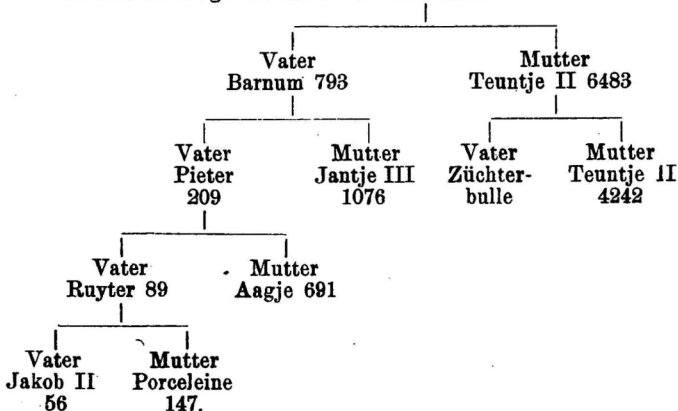 Vater Mutter
Barnum 793 Teuntje II 6483
Vater Mutter Vater Mutter
Pieter Jantje III Züchter- Teuntje II
209 1076 bulle 4242
Vater Mutter
Ruyter 89 Aagje 691
Vater Mutter
Jakob II Porceleine
56 147.